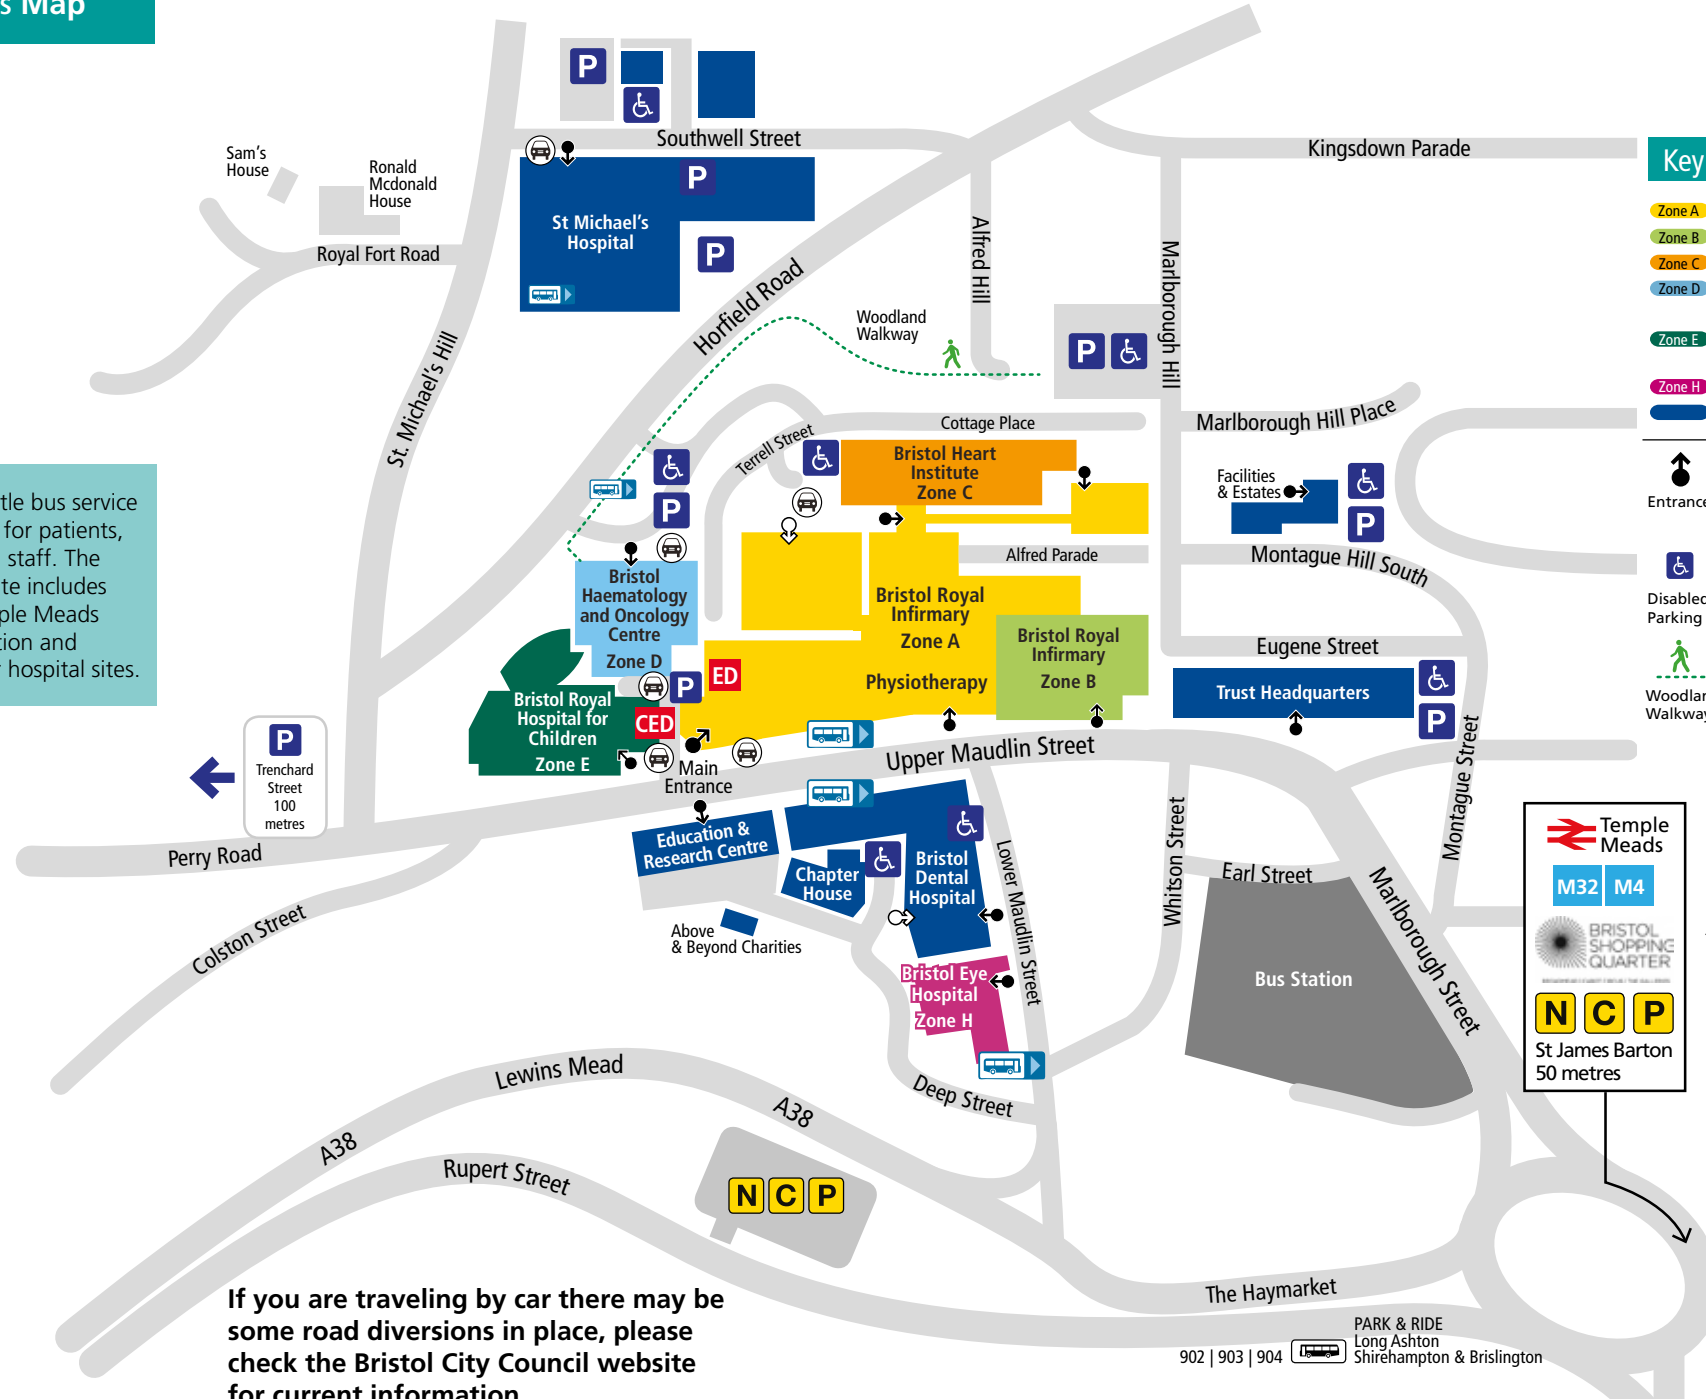 s Map
P
Southwell Street
Kingsdown Parade
Sam's
House
Ronald
Mcdonald
House
P
St Michael's
Hospital
P
Royal Fort Road
Alfred Hill
Marlborough Hill
Horfield Road
St. Michael's Hill
Woodland
Walkway
P
Key
Zone A
Zone B
Zone C
Zone D
Zone E
Zone H
Entrance
Disabled
Parking
Woodlan
Walkway
Cottage Place
Marlborough Hill Place
Terrell Street
Bristol Heart
Institute
Zone C
Facilities
& Estates
P
P
tle bus service
for patients,
staff. The
te includes
ple Meads
tion and
r hospital sites.
Alfred Parade
Montague Hill South
Bristol
Haematology
and Oncology
Centre
Zone D
Bristol Royal
Infirmary
Zone A
Physiotherapy
Bristol Royal
Infirmary
Zone B
Eugene Street
Trust Headquarters
P
ED
P
CED
Bristol Royal
Hospital for
Children
Zone E
Main
Entrance
Upper Maudlin Street
Montague Street
P
Trenchard
Street
100
metres
Perry Road
Colston Street
Education &
Research Centre
Chapter
House
Bristol
Dental
Hospital
Above
& Beyond Charities
Lower Maudlin Street
Whitson Street
Earl Street
Marlborough Street
Bristol Eye
Hospital
Zone H
Bus Station
Temple
Meads
M32 M4
BRISTOL
SHOPPING
QUARTER
N C P
St James Barton
50 metres
Lewins Mead
Deep Street
A38
A38
Rupert Street
N C P
The Haymarket
If you are traveling by car there may be
some road diversions in place, please
check the Bristol City Council website
for current information
PARK & RIDE
902 | 903 | 904
Long Ashton
Shirehampton & Brislington